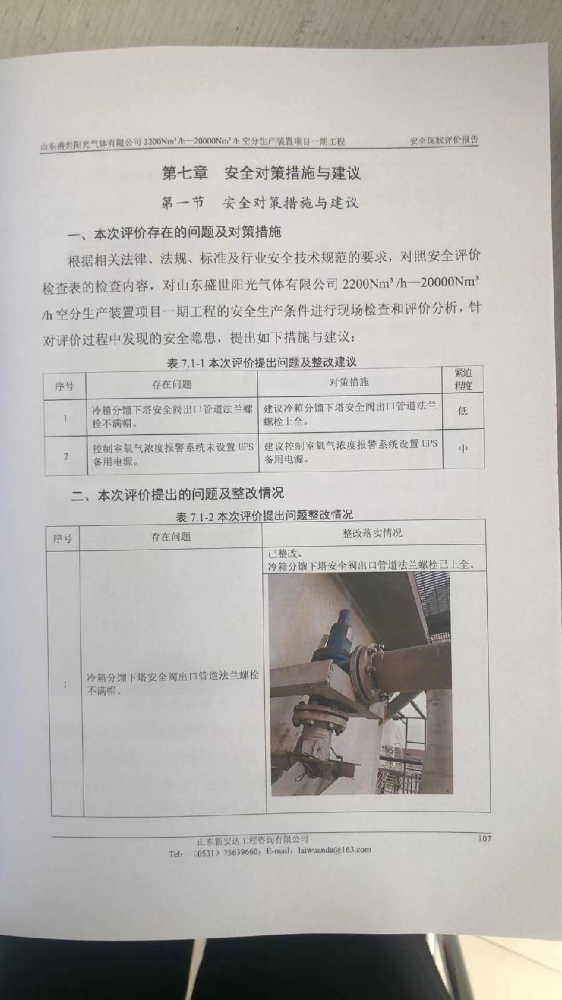 山东盛世阳光气体有限公司 2200Nm³/h—20000Nm³/h 空分生产装置项目一期工程 安全现状评价报告
第七章 安全对策措施与建议
第一节 安全对策措施与建议
一、本次评价存在的问题及对策措施
根据相关法律、法规、标准及行业安全技术规范的要求，对照安全评价
检查表的检查内容，对山东盛世阳光气体有限公司 2200Nm³/h—20000Nm³
/h 空分生产装置项目一期工程的安全生产条件进行现场检查和评价分析，针
对评价过程中发现的安全隐患，提出如下措施与建议：
表 7.1-1 本次评价提出问题及整改建议
序号 存在问题 对策措施 紧迫
程度
1 冷箱分馏下塔安全阀出口管道法兰螺 建议冷箱分馏下塔安全阀出口管道法兰 低
栓不满帽。 螺栓上全。
2 控制室氧气浓度报警系统未设置 UPS 建议控制室氧气浓度报警系统设置 UPS 中
备用电源。 备用电源。
二、本次评价提出的问题及整改情况
表 7.1-2 本次评价提出问题整改情况
序号 存在问题 整改落实情况
已整改。
冷箱分馏下塔安全阀出口管道法兰螺栓已上全。
1 冷箱分馏下塔安全阀出口管道法兰螺栓
不满帽。
山东新安达工程咨询有限公司 107
Tel：（0531）75639660；E-mail：laiwuanda@163.com